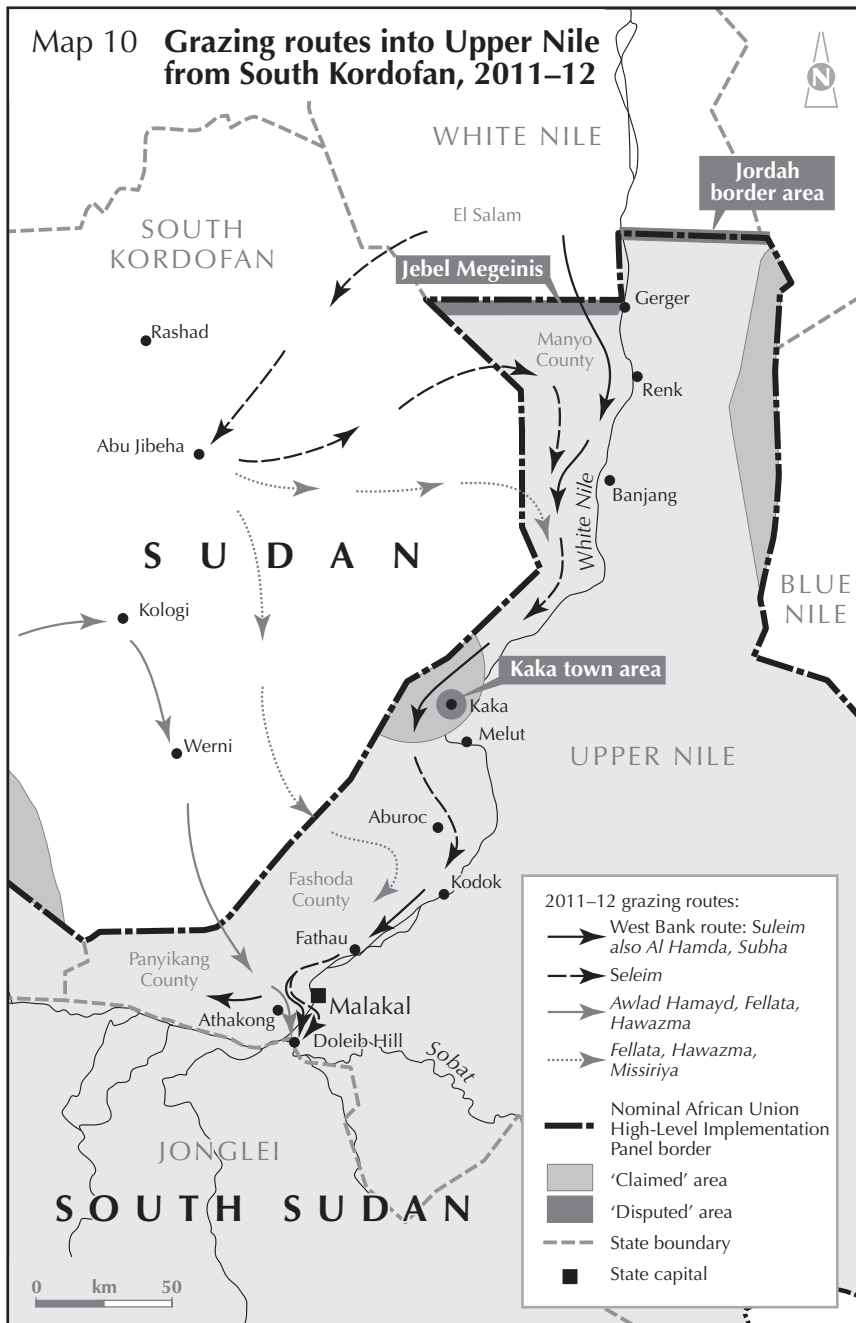 Map 10 Grazing routes into Upper Nile
from South Kordofan, 2011–12
N
WHITE NILE
Jordah
border area
El Salam
SOUTH
KORDOFAN
Jebel Megeinis
Gerger
Rashad
Manyo
County
Renk
Abu Jibeha
Banjang
White Nile
SUDAN
BLUE
NILE
Kologi
Kaka town area
Kaka
Melut
Werni
UPPER NILE
Aburoc
Fashoda
County
Kodok
Fathau
Panyikang
County
Malakal
Athakong
Doleib Hill
Sobat
JONGLEI
SOUTH SUDAN
0 km 50
2011–12 grazing routes:
West Bank route: Suleim
also Al Hamda, Subha
Seleim
Awlad Hamayd, Fellata,
Hawazma
Fellata, Hawazma,
Missiriya
Nominal African Union
High-Level Implementation
Panel border
‘Claimed’ area
‘Disputed’ area
State boundary
State capital